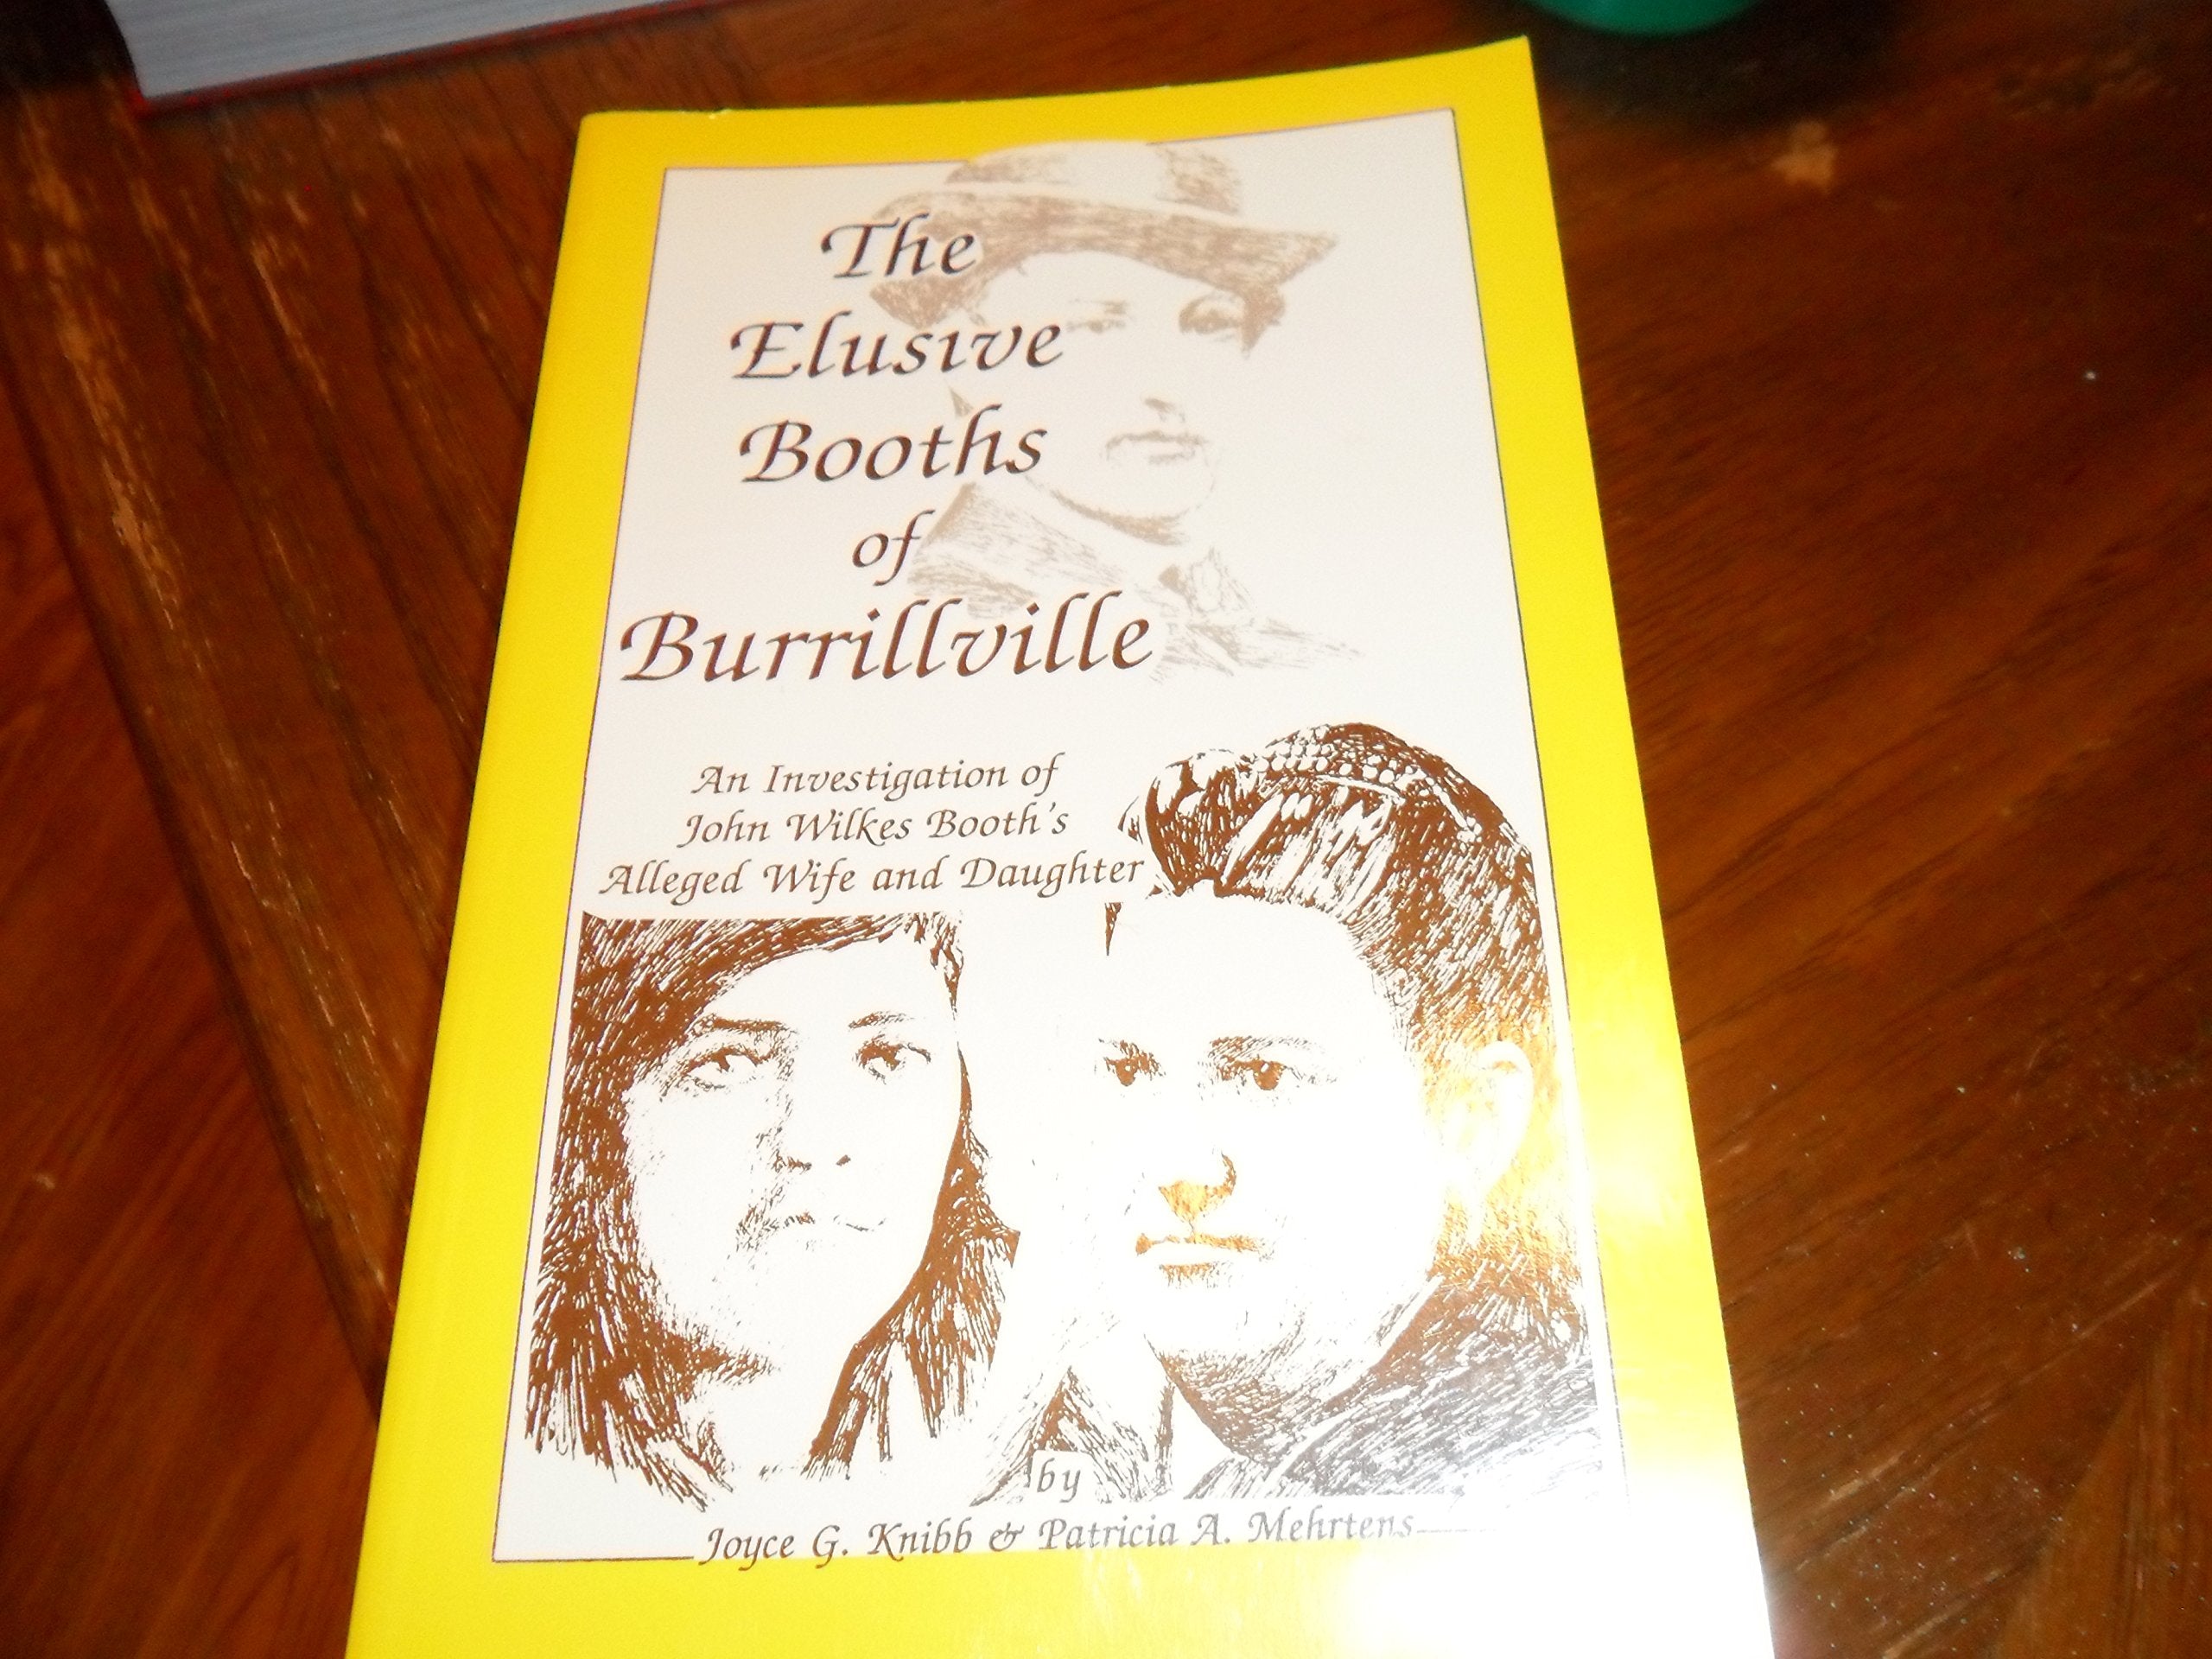 The
Elusive
Booths
of
Burrillville
An Investigation of
John Wilkes Booth's
Alleged Wife and Daughter
by
Joyce G. Knibb & Patricia A. Mehrtens